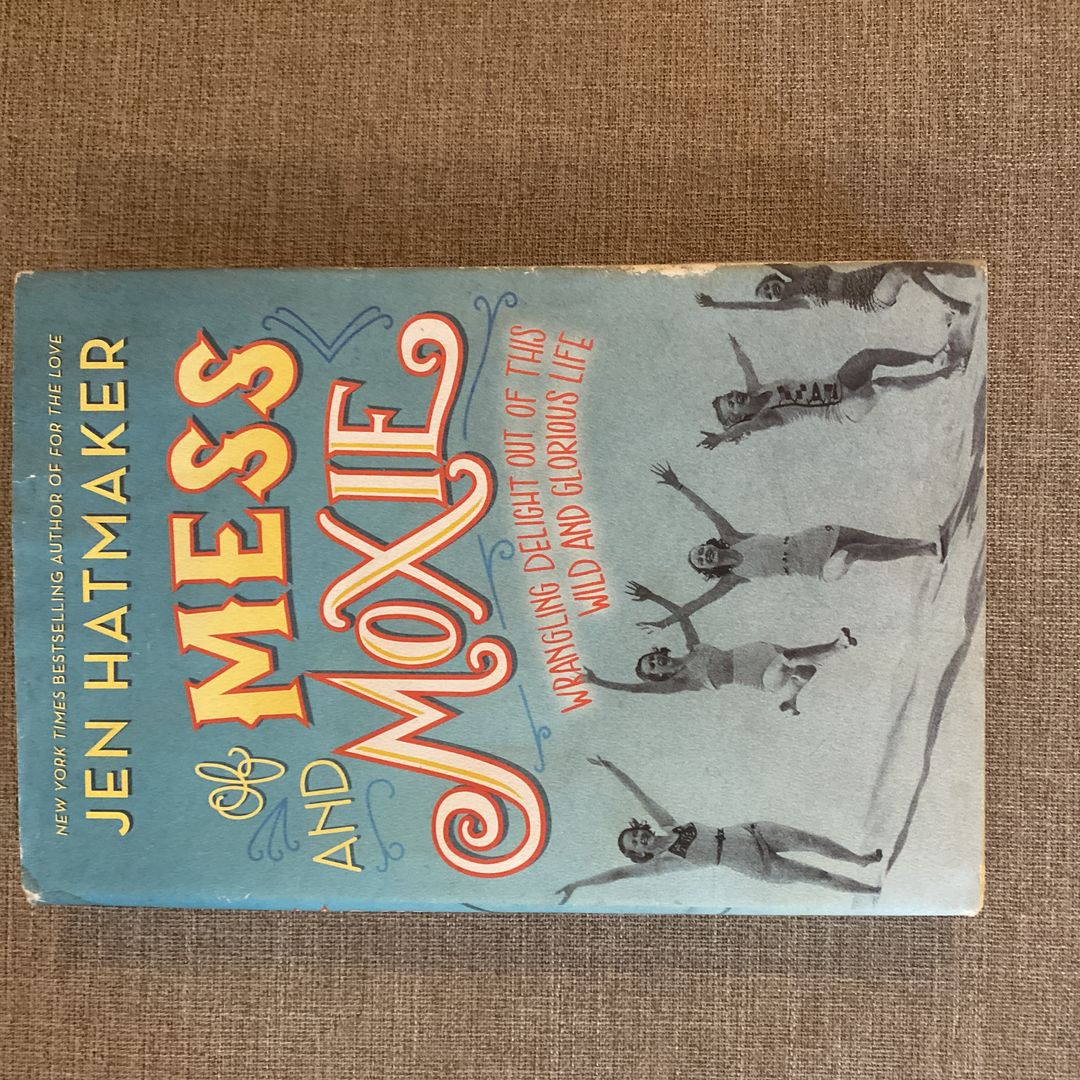 NEW YORK TIMES BESTSELLING AUTHOR OF FOR THE LOVE
JEN HATMAKER
Of MESS
AND MOXIE
WRANGLING DELIGHT OUT OF THIS
WILD AND GLORIOUS LIFE